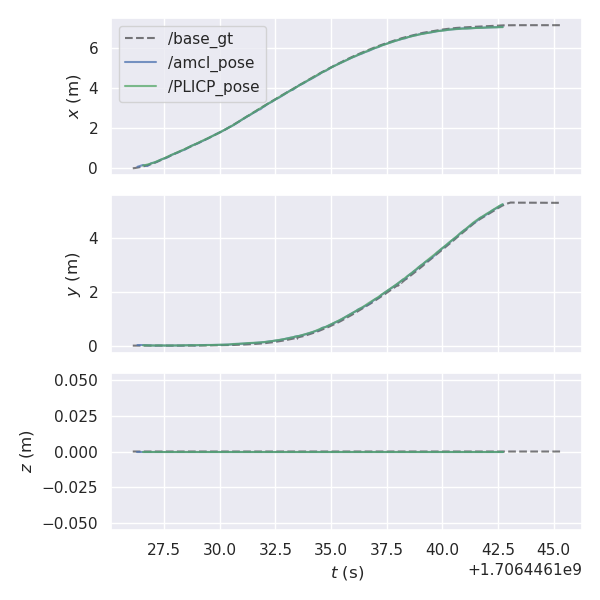 /base_gt
/amcl_pose
/PLICP_pose
6
4
2
0
x (m)
4
2
0
y (m)
0.050
0.025
0.000
−0.025
−0.050
z (m)
27.5 30.0 32.5 35.0 37.5 40.0 42.5 45.0
t (s)
+1.7064461e9